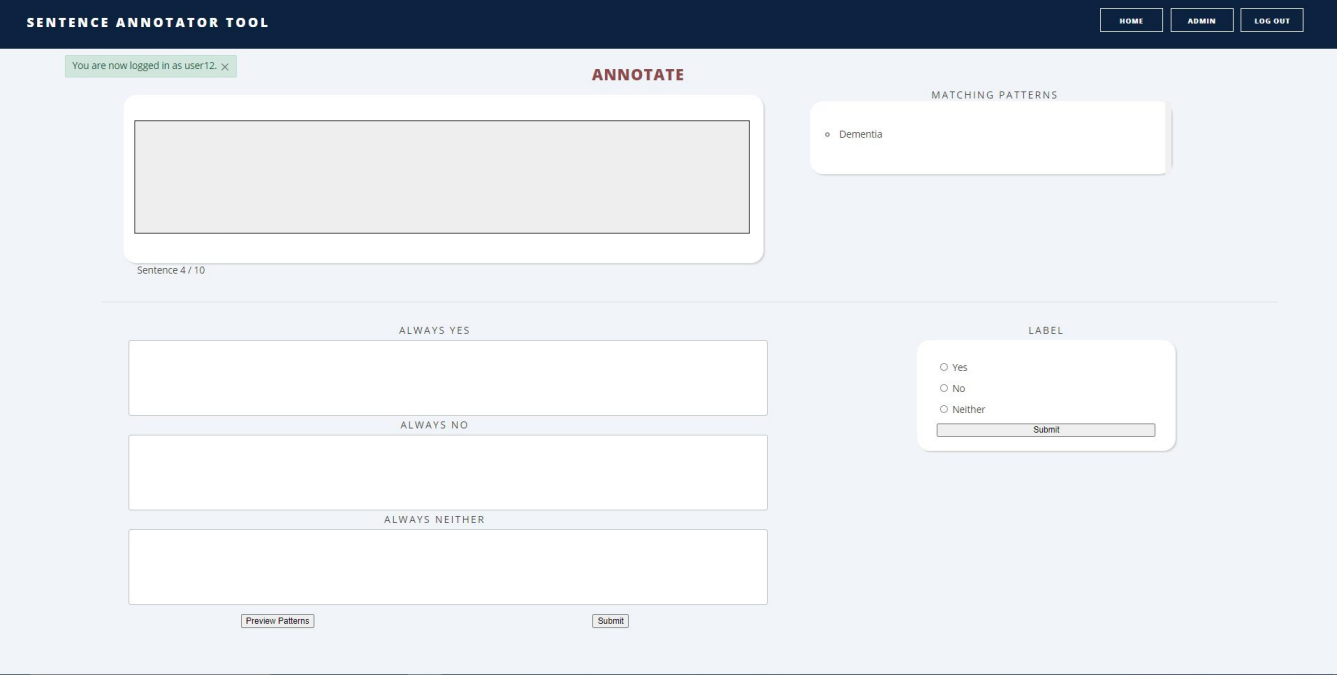 SENTENCE ANNOTATOR TOOL
HOME
ADMIN
LOG OUT
You are now logged in as user12.
ANNOTATE
MATCHING PATTERNS
Dementia
Sentence 4 / 10
ALWAYS YES
ALWAYS NO
ALWAYS NEITHER
Preview Patterns
Submit
LABEL
Yes
No
Neither
Submit